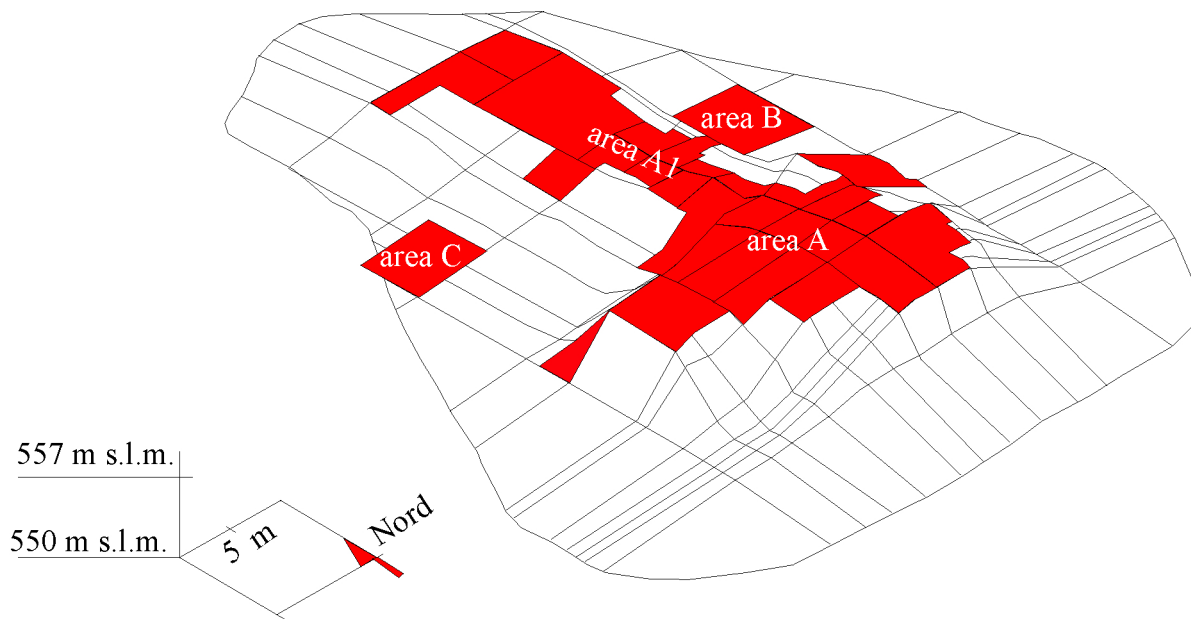 area B
area A1
area A
area C
557 m s.l.m.
550 m s.l.m.
5 m
Nord